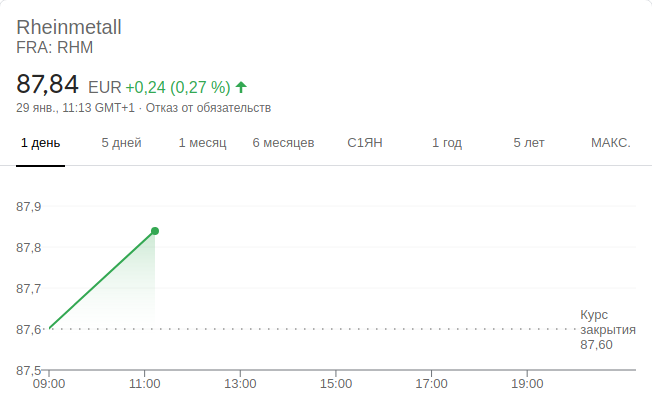 Rheinmetall
FRA: RHM
87,84 EUR +0,24 (0,27 %)
29 янв., 11:13 GMT+1 · Отказ от обязательств
1 день 5 дней 1 месяц 6 месяцев С1ЯН 1 год 5 лет МАКС.
87,9
87,8
87,7
87,6
87,5
Курс
закрытия
87,60
09:00 11:00 13:00 15:00 17:00 19:00